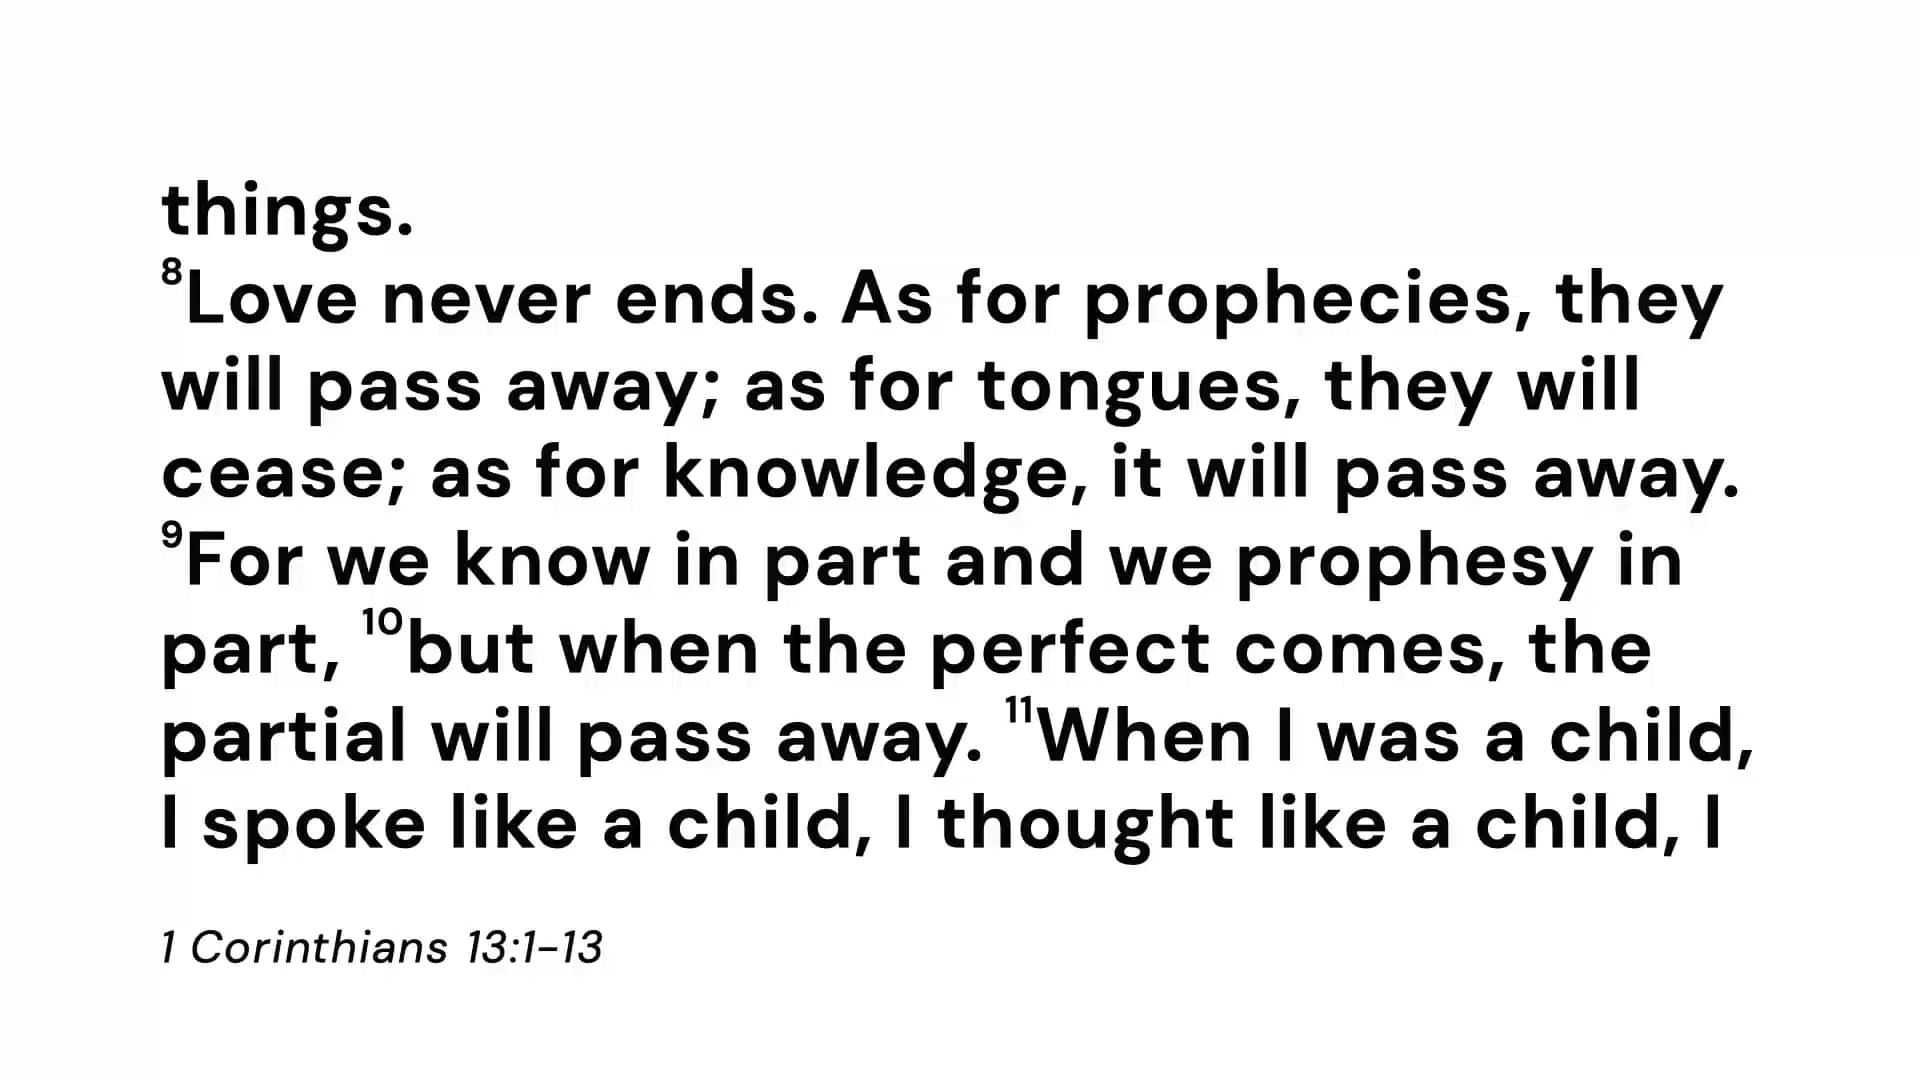 things.
⁸Love never ends. As for prophecies, they
will pass away; as for tongues, they will
cease; as for knowledge, it will pass away.
⁹For we know in part and we prophesy in
part, ¹⁰but when the perfect comes, the
partial will pass away. ¹¹When I was a child,
I spoke like a child, I thought like a child, I
1 Corinthians 13:1–13